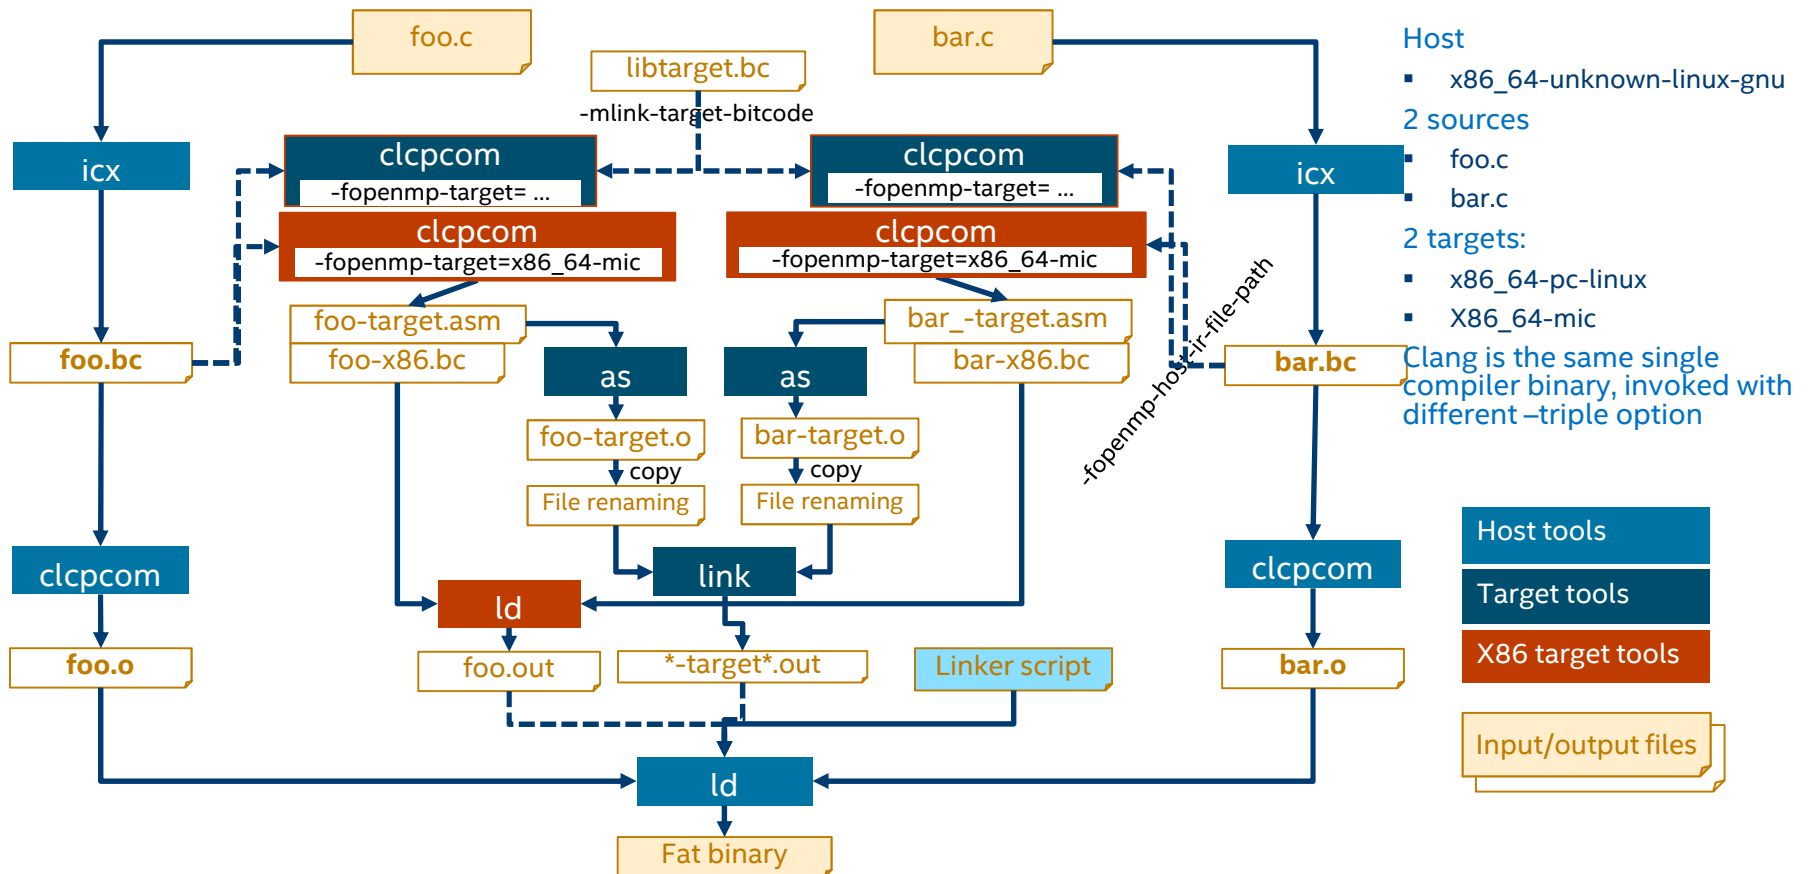 foo.c
bar.c
libtarget.bc
-mlink-target-bitcode
icx
clcpcom
-fopenmp-target= ...
clcpcom
-fopenmp-target= ...
icx
clcpcom
-fopenmp-target=x86_64-mic
clcpcom
-fopenmp-target=x86_64-mic
-fopenmp-host-ir-file-path
foo.bc
foo-target.asm
foo-x86.bc
bar_-target.asm
bar-x86.bc
bar.bc
as
as
foo-target.o
bar-target.o
copy
copy
File renaming
File renaming
clcpcom
link
clcpcom
ld
foo.o
foo.out
*-target*.out
Linker script
bar.o
ld
Fat binary
Host
▪ x86_64-unknown-linux-gnu
2 sources
▪ foo.c
▪ bar.c
2 targets:
▪ x86_64-pc-linux
▪ X86_64-mic
Clang is the same single
compiler binary, invoked with
different –triple option
Host tools
Target tools
X86 target tools
Input/output files